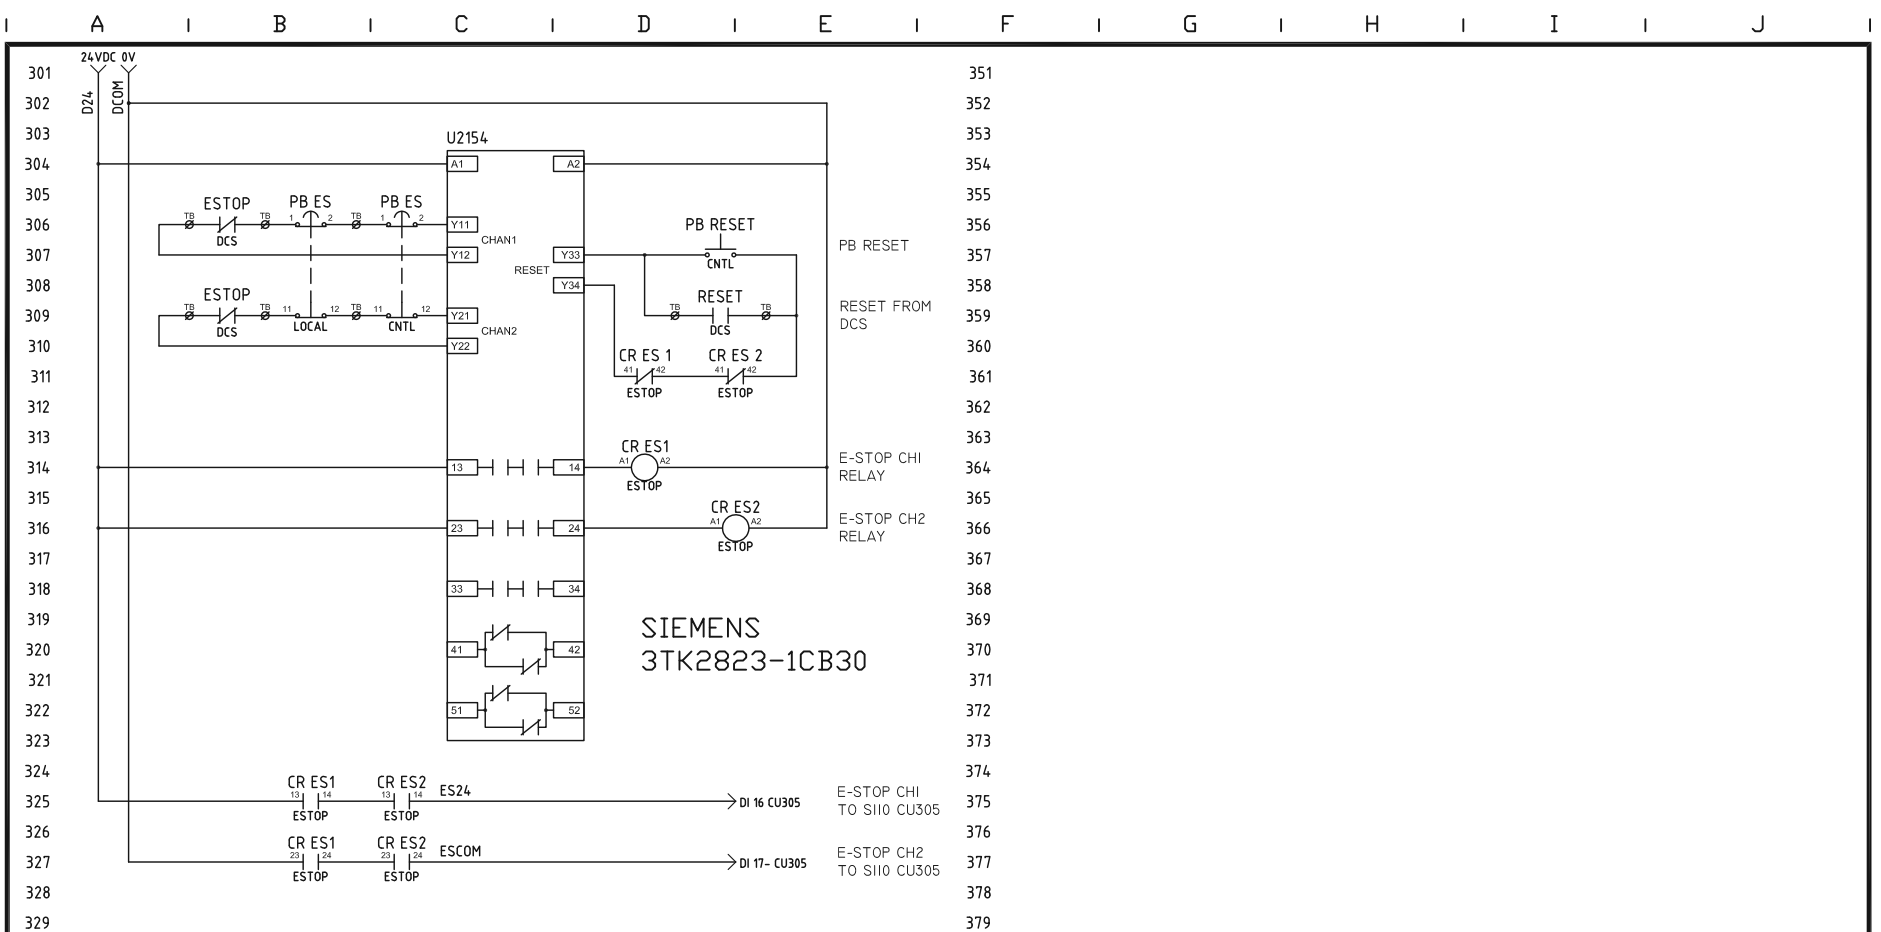 A B C D E F G H I J
24VDC 0V
301 351
D24
DCOM
302 352
303 353
U2154
304 A1 A2 354
305 355
ESTOP PB ES PB ES
306 TB TB 1 2 TB 1 2 Y11 PB RESET 356
DCS
CHAN1
PB RESET
307 Y12 Y33 CNTL 357
RESET
308 Y34 358
ESTOP RESET
RESET FROM
309 TB TB 11 12 TB 11 12 Y21 TB TB 359
DCS LOCAL CNTL DCS
DCS
CHAN2
310 Y22 360
CR ES 1 CR ES 2
311 41 42 41 42 361
ESTOP ESTOP
312 362
313 363
CR ES1
E-STOP CH1
314 13 14 A1 A2 364
RELAY
ESTOP
315 365
CR ES2
E-STOP CH2
316 23 24 A1 A2 366
RELAY
ESTOP
317 367
318 33 34 368
319 369
SIEMENS
320 41 42 370
3TK2823-1CB30
321 371
322 51 52 372
323 373
324 374
CR ES1 CR ES2 ES24
E-STOP CH1
325 13 14 13 14 DI 16 CU305 375
TO S110 CU305
ESTOP ESTOP
326 376
CR ES1 CR ES2 ESCOM
E-STOP CH2
327 23 24 23 24 DI 17- CU305 377
TO S110 CU305
ESTOP ESTOP
328 378
329 379